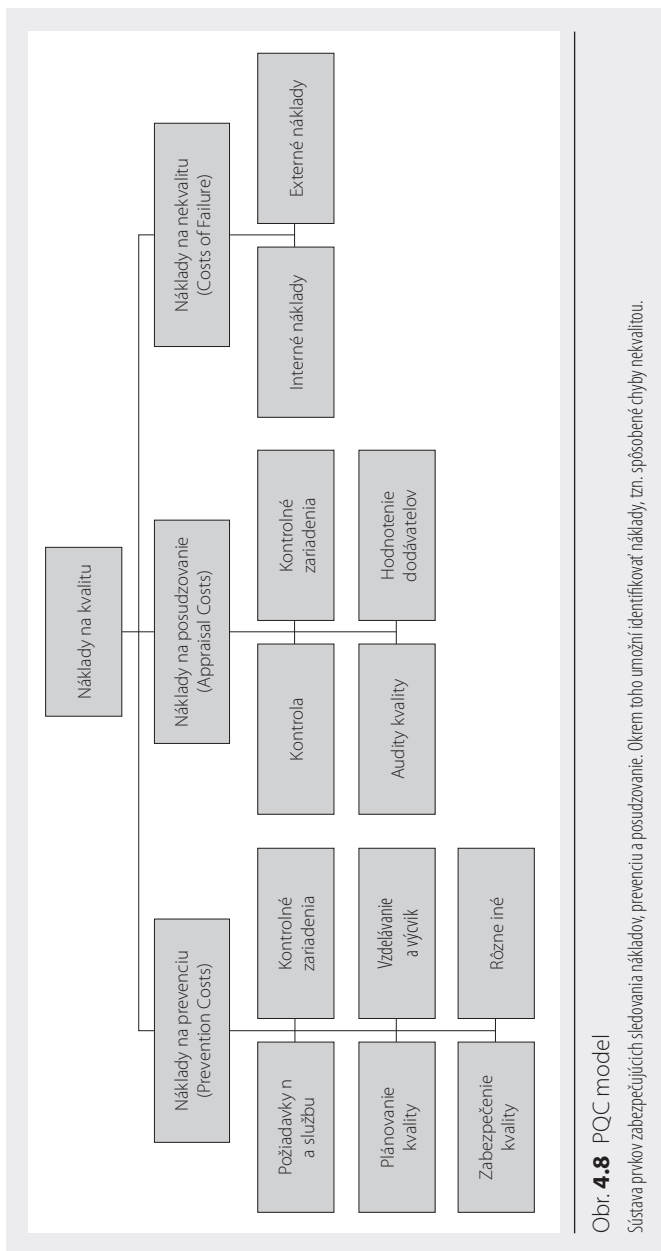 Náklady na kvalitu
Náklady na prevenciu
(Prevention Costs)
Náklady na posudzovanie
(Appraisal Costs)
Náklady na nekvalitu
(Costs of Failure)
Požiadavky n
a službu
Kontrolné
zariadenia
Plánovanie
kvality
Vzdelávanie
a výcvik
Zabezpečenie
kvality
Rôzne iné
Kontrola
Kontrolné
zariadenia
Audity kvality
Hodnotenie
dodávatelov
Interné náklady
Externé náklady
Obr. 4.8 PQC model
Sústava prvkov zabezpečujúcich sledovania nákladov, prevenciu a posudzovanie. Okrem toho umožní identifikovať náklady, tzn. spôsobené chyby nekvalitou.